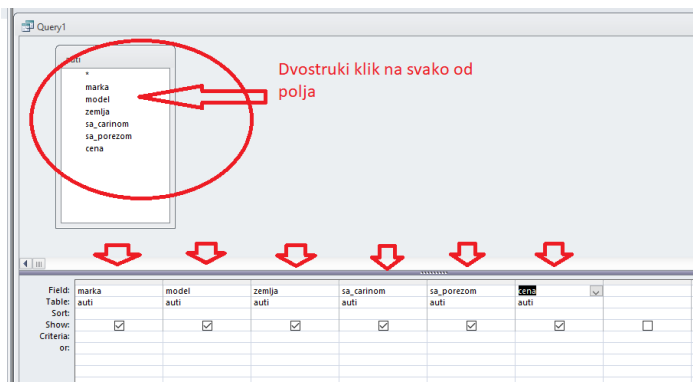 Query1
auti
*
marka
model
zemlja
sa_carinom
sa_porezom
cena
Dvostruki klik na svako od
polja
Field: marka model zemlja sa_carinom sa_porezom cena
Table: auti auti auti auti auti auti
Sort:
Show:
Criteria:
or: